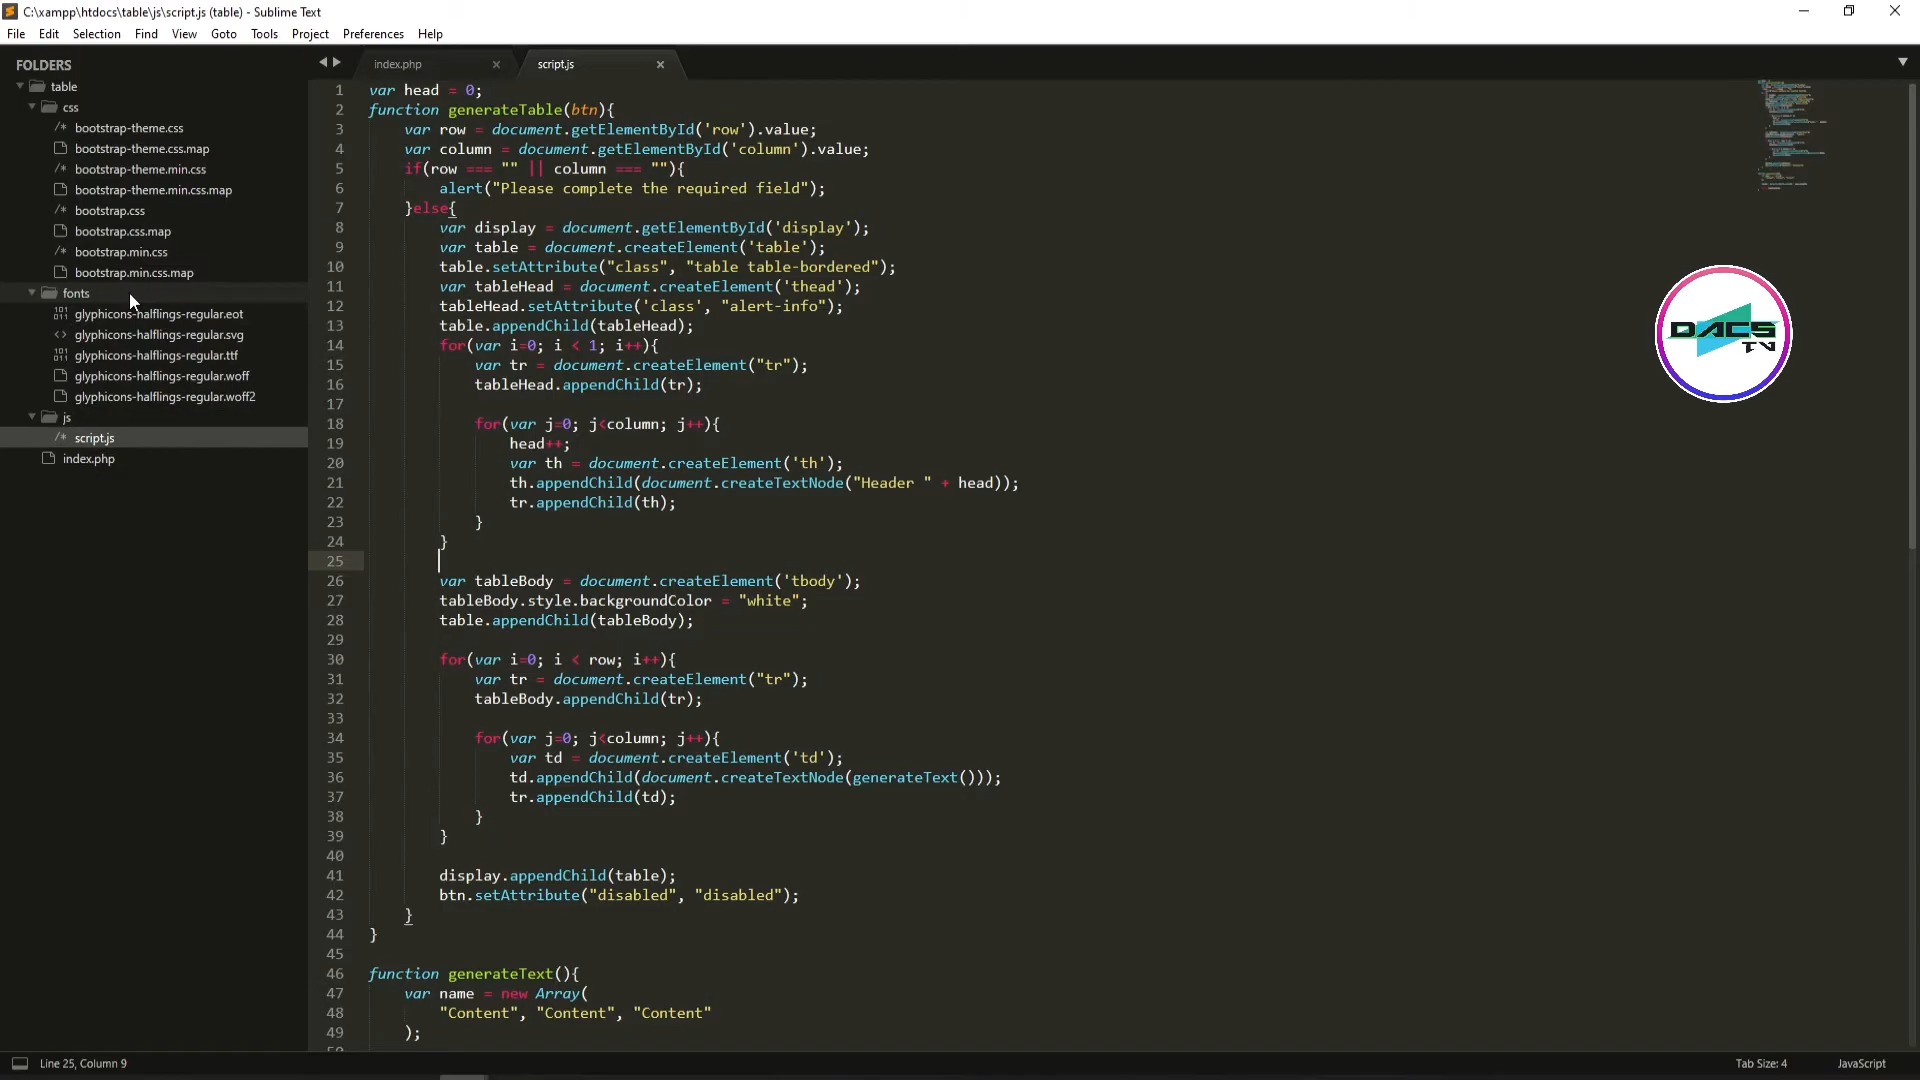 C:\xampp\htdocs\table\js\script.js (table) - Sublime Text
File Edit Selection Find View Goto Tools Project Preferences Help
FOLDERS
table
css
/* bootstrap-theme.css
bootstrap-theme.css.map
/* bootstrap-theme.min.css
bootstrap-theme.min.css.map
/* bootstrap.css
bootstrap.css.map
/* bootstrap.min.css
bootstrap.min.css.map
fonts
glyphicons-halflings-regular.eot
<> glyphicons-halflings-regular.svg
glyphicons-halflings-regular.ttf
glyphicons-halflings-regular.woff
glyphicons-halflings-regular.woff2
js
/* script.js
index.php
index.php script.js
1 var head = 0;
2 function generateTable(btn){
3 var row = document.getElementById('row').value;
4 var column = document.getElementById('column').value;
5 if(row === "" || column === ""){
6 alert("Please complete the required field");
7 }else{
8 var display = document.getElementById('display');
9 var table = document.createElement('table');
10 table.setAttribute("class", "table table-bordered");
11 var tableHead = document.createElement('thead');
12 tableHead.setAttribute('class', "alert-info");
13 table.appendChild(tableHead);
14 for(var i=0; i < 1; i++){
15 var tr = document.createElement("tr");
16 tableHead.appendChild(tr);
17
18 for(var j=0; j<column; j++){
19 head++;
20 var th = document.createElement('th');
21 th.appendChild(document.createTextNode("Header " + head));
22 tr.appendChild(th);
23 }
24 }
25
26 var tableBody = document.createElement('tbody');
27 tableBody.style.backgroundColor = "white";
28 table.appendChild(tableBody);
29
30 for(var i=0; i < row; i++){
31 var tr = document.createElement("tr");
32 tableBody.appendChild(tr);
33
34 for(var j=0; j<column; j++){
35 var td = document.createElement('td');
36 td.appendChild(document.createTextNode(generateText()));
37 tr.appendChild(td);
38 }
39 }
40
41 display.appendChild(table);
42 btn.setAttribute("disabled", "disabled");
43 }
44 }
45
46 function generateText(){
47 var name = new Array(
48 "Content", "Content", "Content"
49 );
DACS
TV
Line 25, Column 9
Tab Size: 4
JavaScript